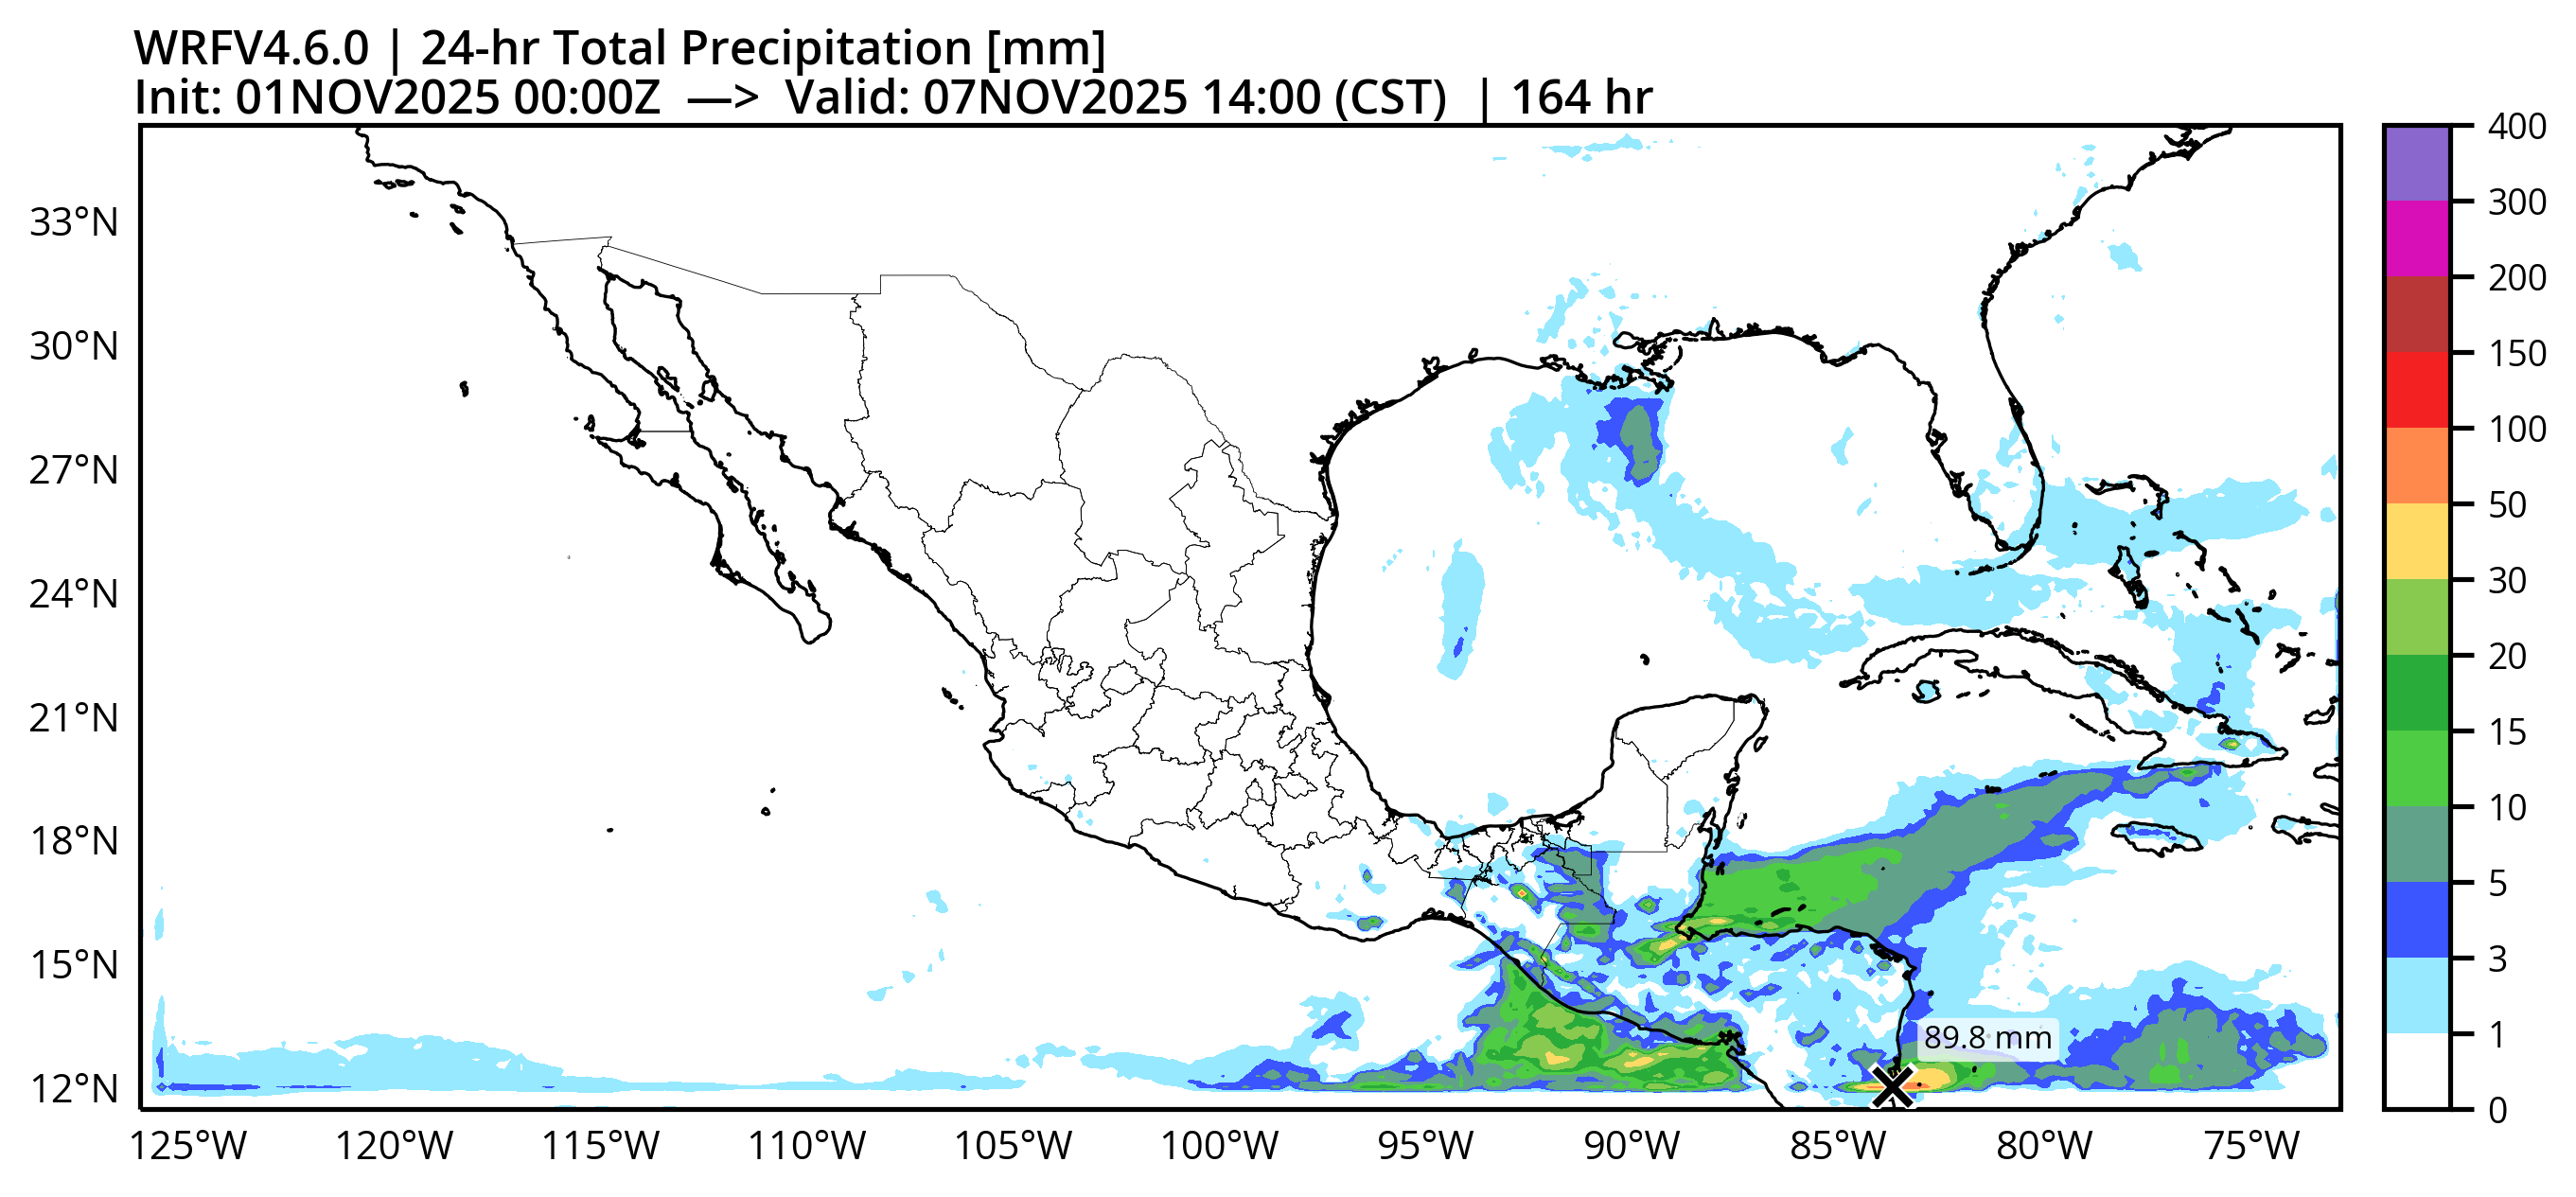 WRFV4.6.0 | 24-hr Total Precipitation [mm]
Init: 01NOV2025 00:00Z —> Valid: 07NOV2025 14:00 (CST) | 164 hr
33°N
30°N
27°N
24°N
21°N
18°N
15°N
12°N
125°W 120°W 115°W 110°W 105°W 100°W 95°W 90°W 85°W 80°W 75°W
89.8 mm
400
300
200
150
100
50
30
20
15
10
5
3
1
0